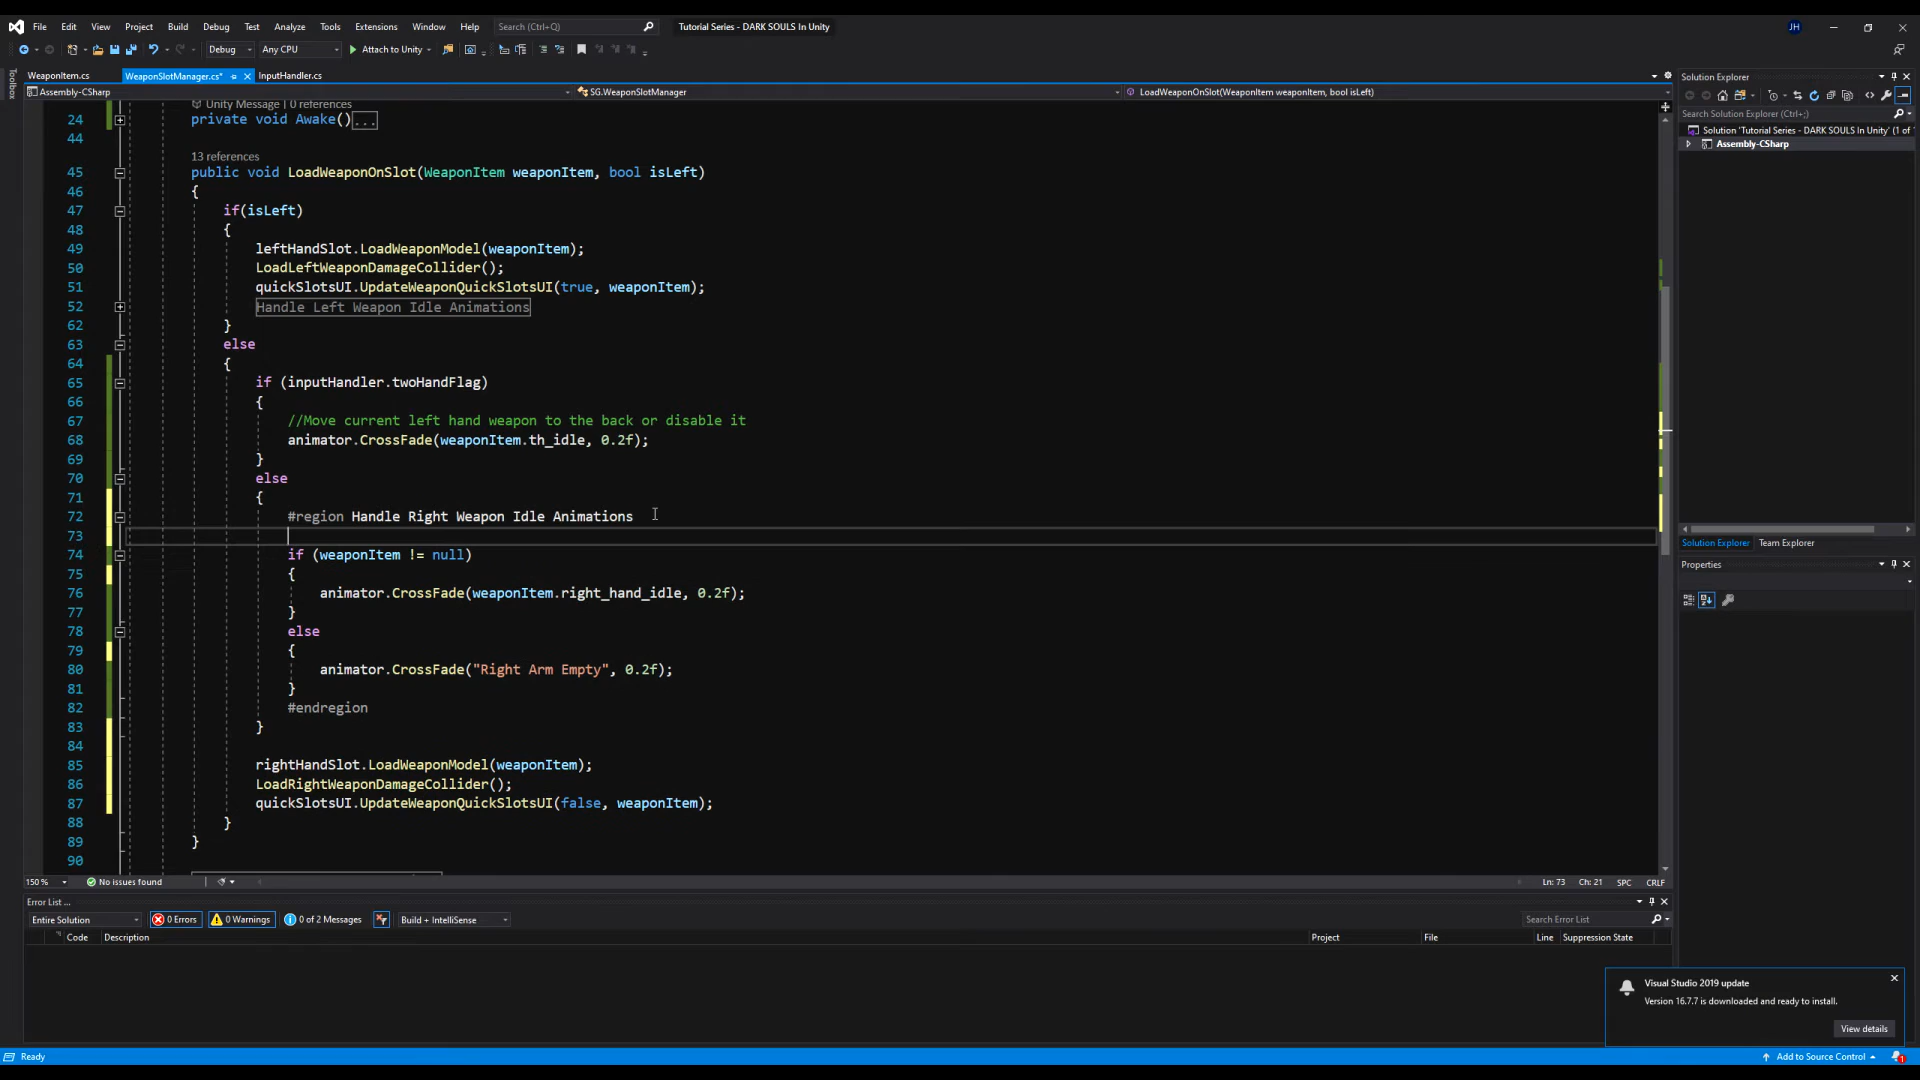 File Edit View Project Build Debug Test Analyze Tools Extensions Window Help Search (Ctrl+Q) Tutorial Series - DARK SOULS In Unity JH
Debug Any CPU Attach to Unity
Toolbox
WeaponItem.cs WeaponSlotManager.cs* InputHandler.cs
Assembly-CSharp SG.WeaponSlotManager LoadWeaponOnSlot(WeaponItem weaponItem, bool isLeft)
Unity Message | 0 references
24 private void Awake()...
44
13 references
45 public void LoadWeaponOnSlot(WeaponItem weaponItem, bool isLeft)
46 {
47 if(isLeft)
48 {
49 leftHandSlot.LoadWeaponModel(weaponItem);
50 LoadLeftWeaponDamageCollider();
51 quickSlotsUI.UpdateWeaponQuickSlotsUI(true, weaponItem);
52 Handle Left Weapon Idle Animations
62 }
63 else
64 {
65 if (inputHandler.twoHandFlag)
66 {
67 //Move current left hand weapon to the back or disable it
68 animator.CrossFade(weaponItem.th_idle, 0.2f);
69 }
70 else
71 {
72 #region Handle Right Weapon Idle Animations
73
74 if (weaponItem != null)
75 {
76 animator.CrossFade(weaponItem.right_hand_idle, 0.2f);
77 }
78 else
79 {
80 animator.CrossFade("Right Arm Empty", 0.2f);
81 }
82 #endregion
83 }
84
85 rightHandSlot.LoadWeaponModel(weaponItem);
86 LoadRightWeaponDamageCollider();
87 quickSlotsUI.UpdateWeaponQuickSlotsUI(false, weaponItem);
88 }
89 }
90
150 % No issues found Ln: 73 Ch: 21 SPC CRLF
Error List ...
Entire Solution 0 Errors 0 Warnings 0 of 2 Messages Build + IntelliSense Search Error List
Code Description Project File Line Suppression State
Solution Explorer
Search Solution Explorer (Ctrl+;)
Solution 'Tutorial Series - DARK SOULS In Unity' (1 of 1
Assembly-CSharp
Solution Explorer Team Explorer
Properties
Visual Studio 2019 update
Version 16.7.7 is downloaded and ready to install.
View details
Ready Add to Source Control 1